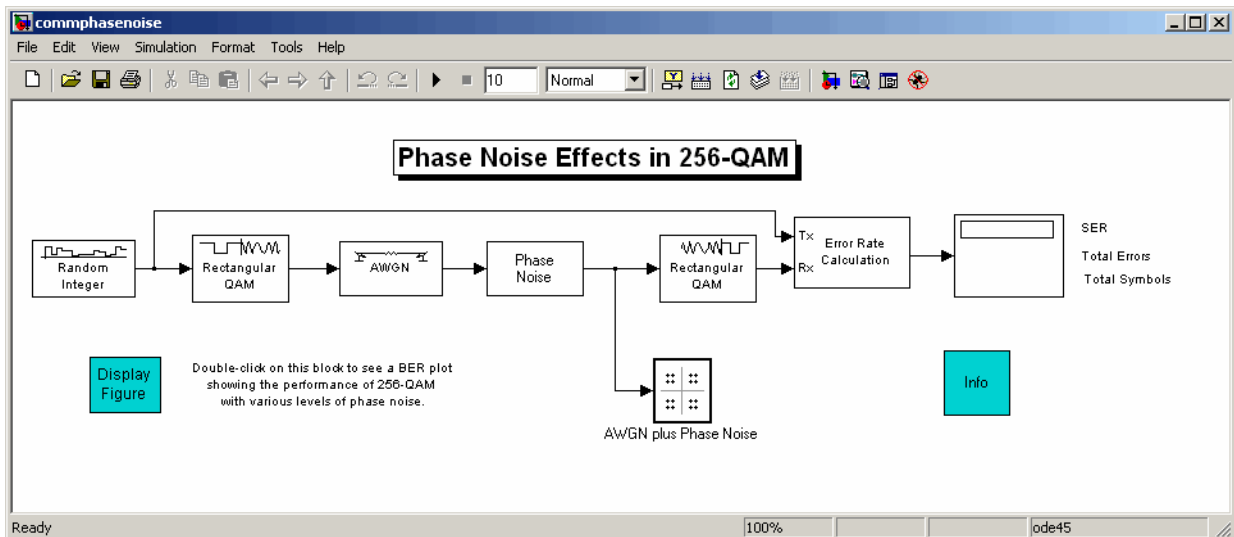 commphasenoise
File Edit View Simulation Format Tools Help
10 Normal
Phase Noise Effects in 256-QAM
Random
Integer
Rectangular
QAM
AWGN
Phase
Noise
Rectangular
QAM
Tx
Rx
Error Rate
Calculation
SER
Total Errors
Total Symbols
Display
Figure
Double-click on this block to see a BER plot
showing the performance of 256-QAM
with various levels of phase noise.
AWGN plus Phase Noise
Info
Ready 100% ode45